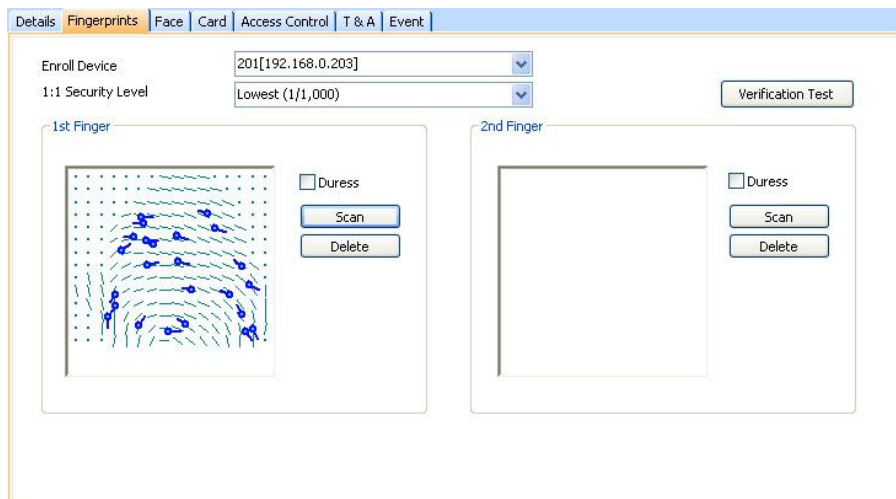 Details Fingerprints Face Card Access Control T & A Event
Enroll Device 201[192.168.0.203]
1:1 Security Level Lowest (1/1,000) Verification Test
1st Finger 2nd Finger
Duress Duress
Scan Scan
Delete Delete